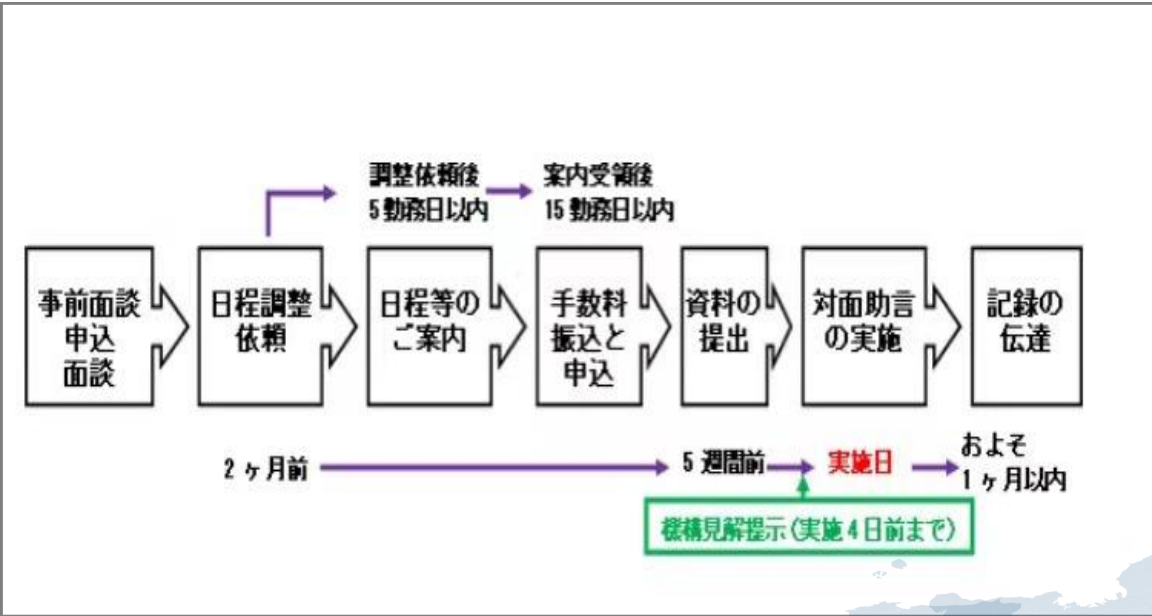 調整依頼後
5勤務日以内
案内受領後
15勤務日以内
事前面談
申込
面談
日程調整
依頼
日程等の
ご案内
手数料
振込と
申込
資料の
提出
対面助言
の実施
記録の
伝達
2ヶ月前
5週間前
実施日
およそ
1ヶ月以内
機構見解提示(実施4日前まで)